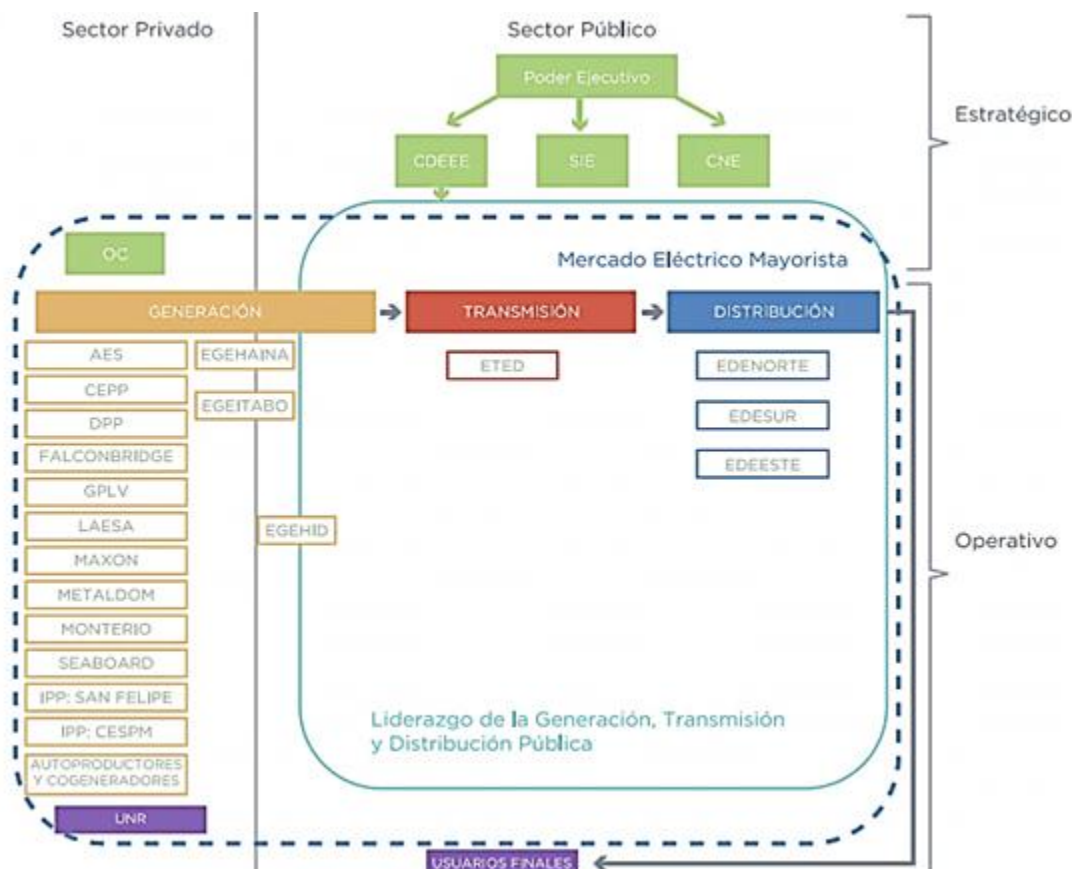 Sector Privado
Sector Público
Poder Ejecutivo
Estratégico
CDEEE
SIE
CNE
OC
Mercado Eléctrico Mayorista
GENERACIÓN
TRANSMISIÓN
DISTRIBUCIÓN
AES
EGEHAINA
ETED
EDENORTE
CEPP
EGEITABO
DPP
EDESUR
FALCONBRIDGE
EDEESTE
GPLV
LAESA
EGEHID
Operativo
MAXON
METALDOM
MONTERIO
SEABOARD
IPP: SAN FELIPE
Liderazgo de la Generación, Transmisión
y Distribución Pública
IPP: CESPM
AUTOPRODUCTORES
Y COGENERADORES
UNR
USUARIOS FINALES